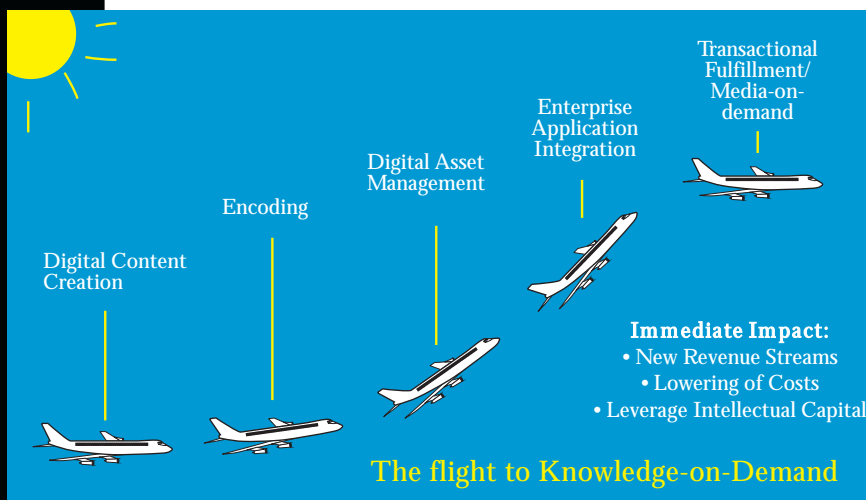 Digital Content
Creation
Encoding
Digital Asset
Management
Enterprise
Application
Integration
Transactional
Fulfillment/
Media-on-
demand
Immediate Impact:
• New Revenue Streams
• Lowering of Costs
• Leverage Intellectual Capital
The flight to Knowledge-on-Demand